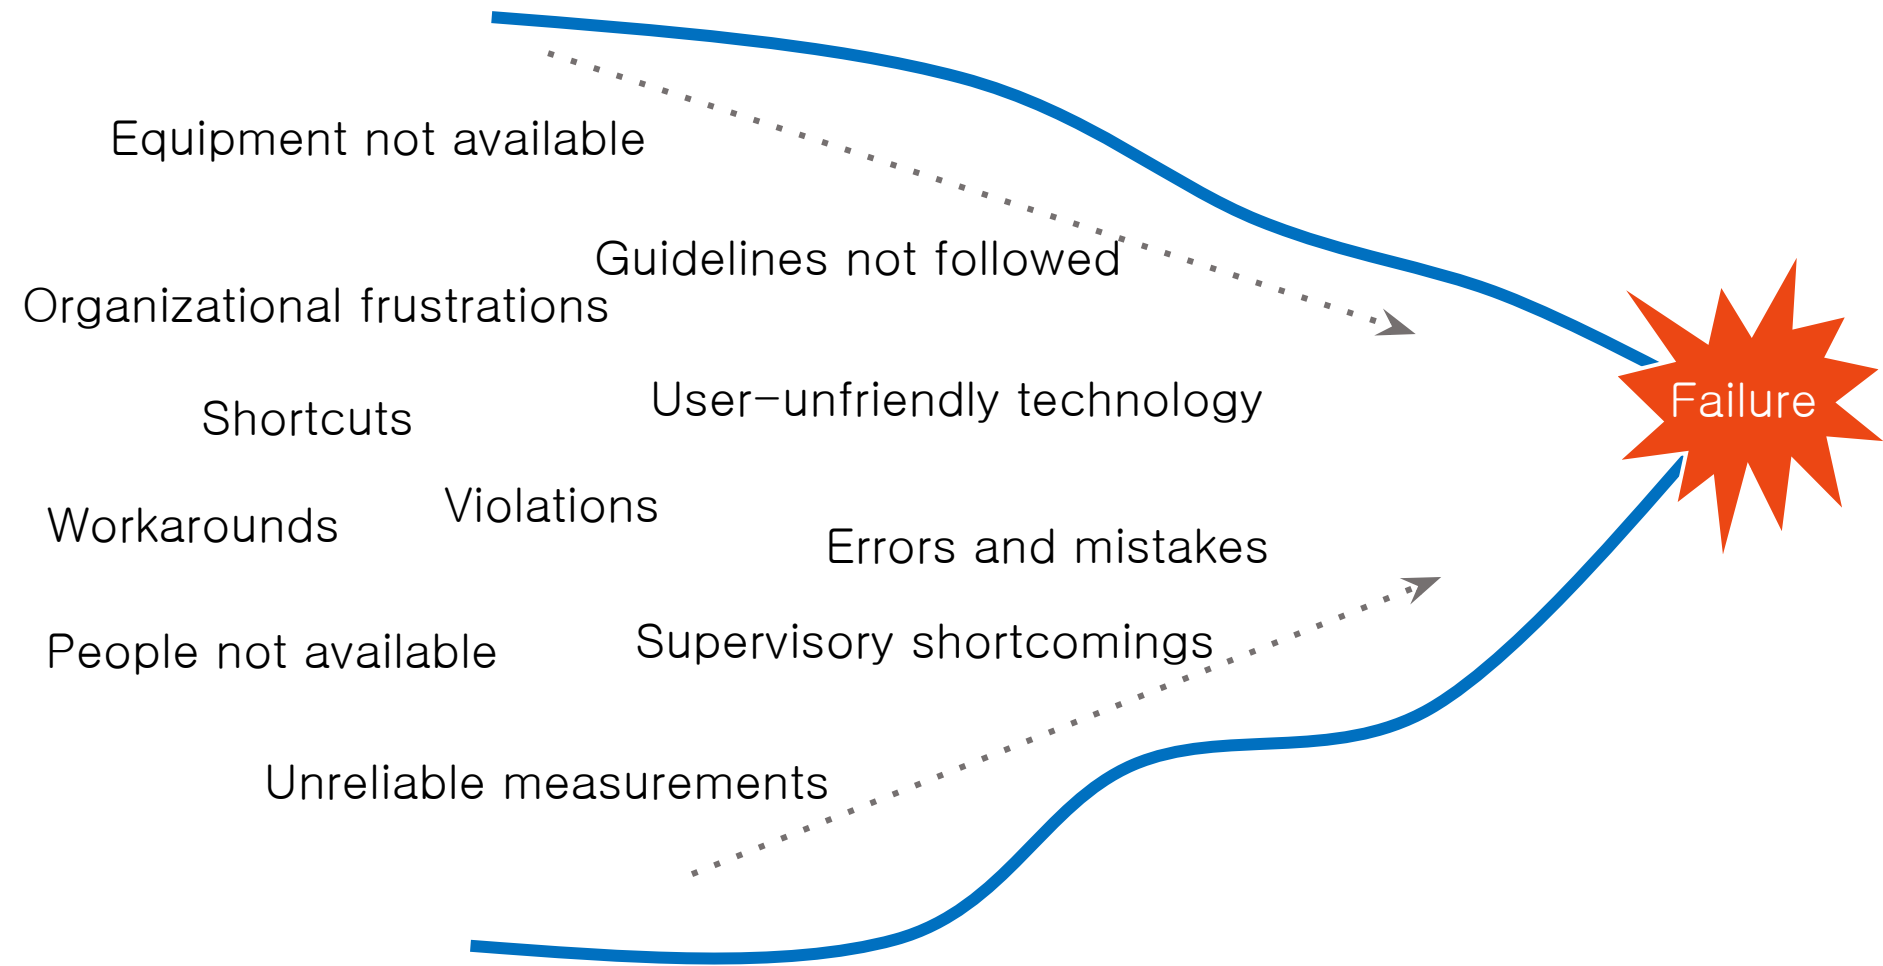 Equipment not available
Guidelines not followed
Organizational frustrations
User-unfriendly technology
Failure
Shortcuts
Violations
Workarounds
Errors and mistakes
Supervisory shortcomings
People not available
Unreliable measurements